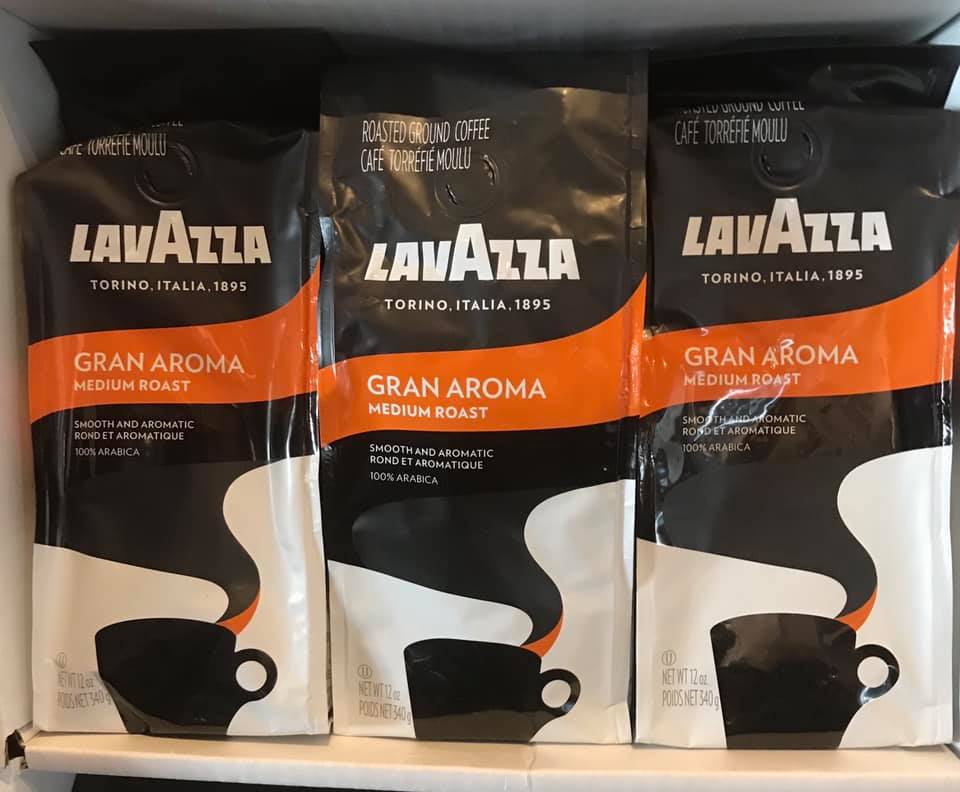 CAFÉ TORRÉFIÉ MOULU
LAVAZZA
TORINO, ITALIA, 1895
GRAN AROMA
MEDIUM ROAST
SMOOTH AND AROMATIC
ROND ET AROMATIQUE
100% ARABICA
U
NET WT 12 oz
POIDS NET 340 g
ROASTED GROUND COFFEE
CAFÉ TORRÉFIÉ MOULU
LAVAZZA
TORINO, ITALIA, 1895
GRAN AROMA
MEDIUM ROAST
SMOOTH AND AROMATIC
ROND ET AROMATIQUE
100% ARABICA
U
NET WT 12 oz
POIDS NET 340 g
ROASTED GROUND COFFEE
CAFÉ TORRÉFIÉ MOULU
LAVAZZA
TORINO, ITALIA, 1895
GRAN AROMA
MEDIUM ROAST
SMOOTH AND AROMATIC
ROND ET AROMATIQUE
100% ARABICA
U
NET WT 12 oz
POIDS NET 340 g